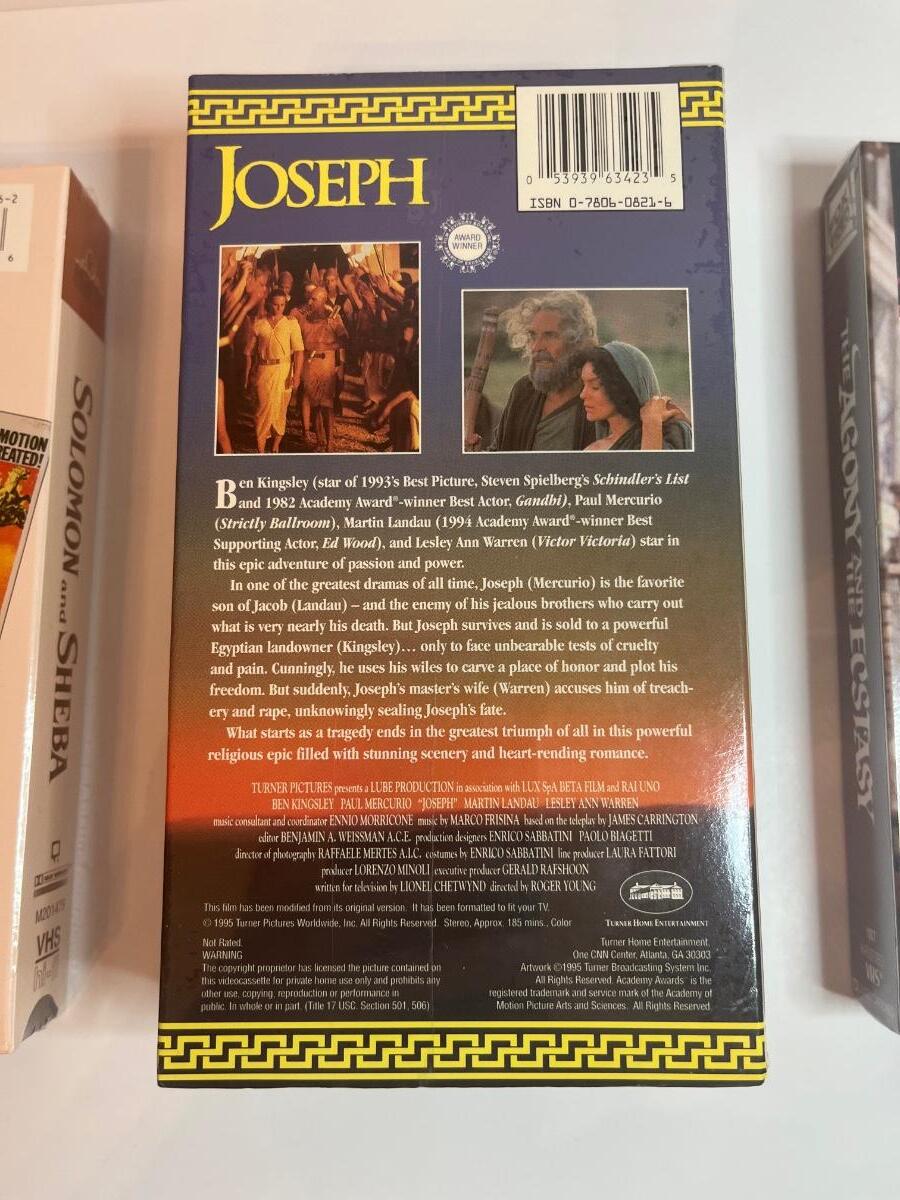 JOSEPH
0 53939 63423 5
ISBN 0-7806-0821-6
AWARD
WINNER
Ben Kingsley (star of 1993's Best Picture, Steven Spielberg's Schindler's List
and 1982 Academy Award®-winner Best Actor, Gandhi), Paul Mercurio
(Strictly Ballroom), Martin Landau (1994 Academy Award®-winner Best
Supporting Actor, Ed Wood), and Lesley Ann Warren (Victor Victoria) star in
this epic adventure of passion and power.
In one of the greatest dramas of all time, Joseph (Mercurio) is the favorite
son of Jacob (Landau) – and the enemy of his jealous brothers who carry out
what is very nearly his death. But Joseph survives and is sold to a powerful
Egyptian landowner (Kingsley)... only to face unbearable tests of cruelty
and pain. Cunningly, he uses his wiles to carve a place of honor and plot his
freedom. But suddenly, Joseph's master's wife (Warren) accuses him of treach-
ery and rape, unknowingly sealing Joseph's fate.
What starts as a tragedy ends in the greatest triumph of all in this powerful
religious epic filled with stunning scenery and heart-rending romance.
TURNER PICTURES presents a LUBE PRODUCTION in association with LUX SpA BETA FILM and RAI UNO
BEN KINGSLEY PAUL MERCURIO "JOSEPH" MARTIN LANDAU LESLEY ANN WARREN
music consultant and coordinator ENNIO MORRICONE music by MARCO FRISINA based on the teleplay by JAMES CARRINGTON
editor BENJAMIN A. WEISSMAN A.C.E. production designers ENRICO SABBATINI PAOLO BIAGETTI
director of photography RAFFAELE MERTES A.I.C. costumes by ENRICO SABBATINI line producer LAURA FATTORI
producer LORENZO MINOLI executive producer GERALD RAFSHOON
written for television by LIONEL CHETWYND directed by ROGER YOUNG
TURNER HOME ENTERTAINMENT
This film has been modified from its original version. It has been formatted to fit your TV.
© 1995 Turner Pictures Worldwide, Inc. All Rights Reserved. Stereo, Approx. 185 mins., Color
Not Rated.
WARNING
The copyright proprietor has licensed the picture contained on
this videocassette for private home use only and prohibits any
other use, copying, reproduction or performance in
public. In whole or in part. (Title 17 USC. Section 501, 506)
Turner Home Entertainment.
One CNN Center, Atlanta, GA 30303
Artwork ©1995 Turner Broadcasting System Inc.
All Rights Reserved. Academy Awards® is the
registered trademark and service mark of the Academy of
Motion Picture Arts and Sciences. All Rights Reserved.
6-2
6
MOTION
EATED!
SOLOMON and SHEBA
M201479
VHS
THE AGONY AND THE ECSTASY
VHS